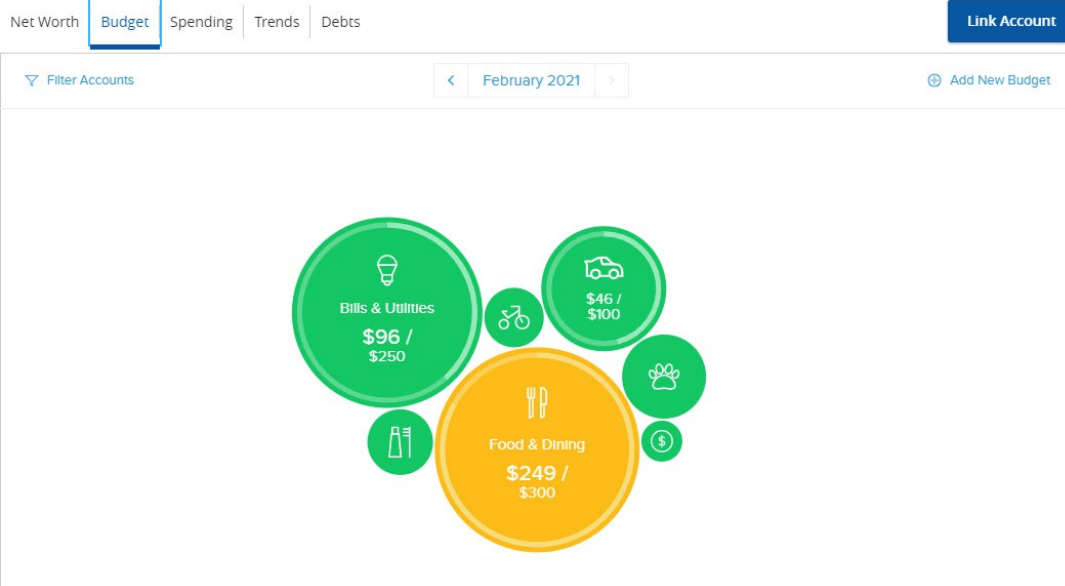 Net Worth
Budget
Spending
Trends
Debts
Link Account
Filter Accounts
February 2021
Add New Budget
Bills & Utilities
$96 /
$250
$46 /
$100
Food & Dining
$249 /
$300
$